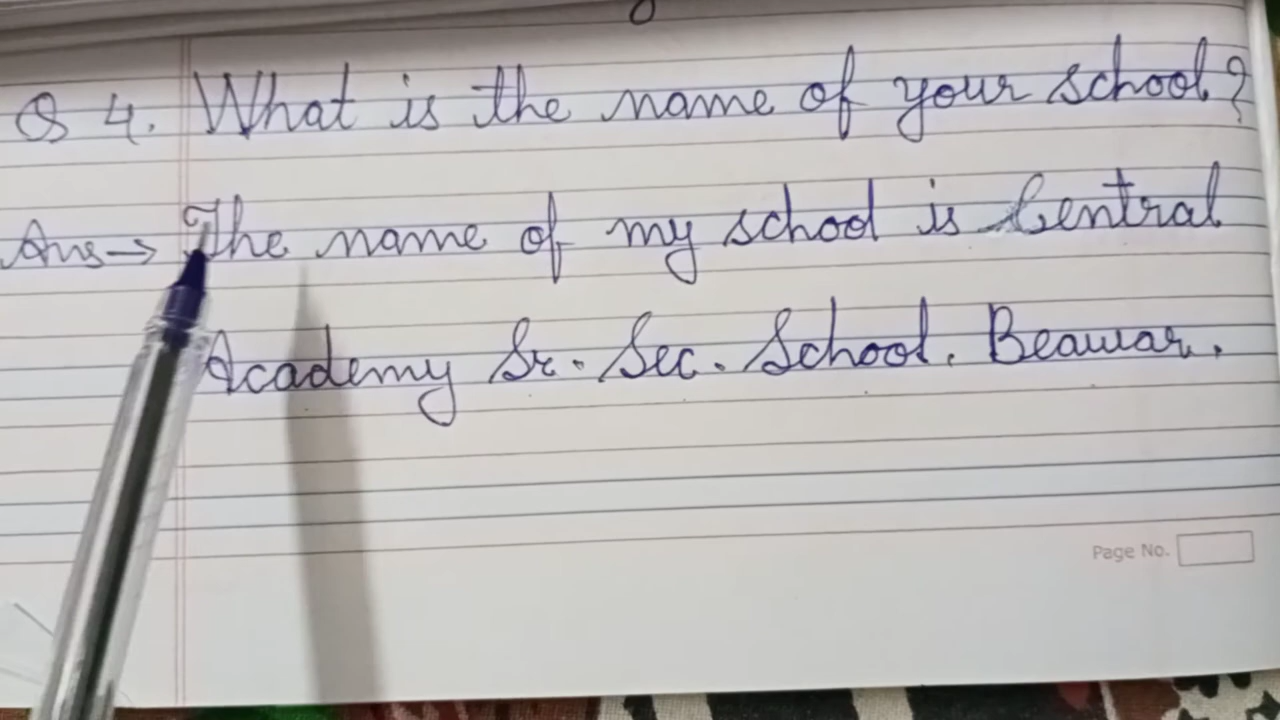 Q 4. What is the name of your school?
Ans → The name of my school is Central
Academy Sr. Sec. School. Beawar.
Page No.